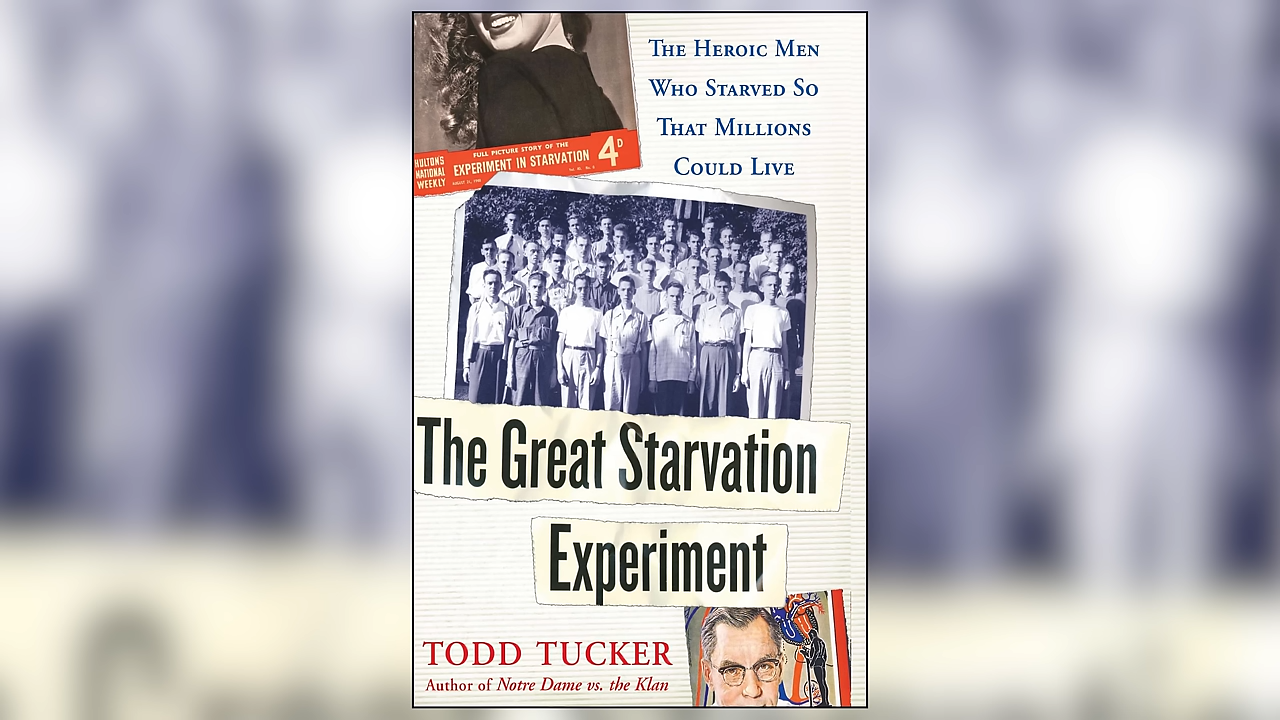 The Heroic Men
Who Starved So
That Millions
Could Live
HULTONS
NATIONAL
WEEKLY
FULL PICTURE STORY OF THE
EXPERIMENT IN STARVATION
4D
The Great Starvation
Experiment
TODD TUCKER
Author of Notre Dame vs. the Klan